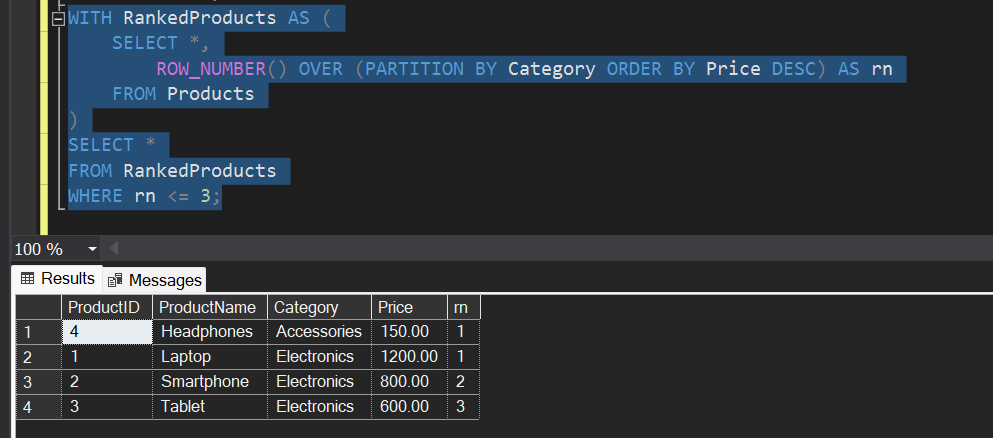 WITH RankedProducts AS (
    SELECT *,
        ROW_NUMBER() OVER (PARTITION BY Category ORDER BY Price DESC) AS rn
    FROM Products
)
SELECT *
FROM RankedProducts
WHERE rn <= 3;
100 %
Results Messages
ProductID ProductName Category Price rn
1 4 Headphones Accessories 150.00 1
2 1 Laptop Electronics 1200.00 1
3 2 Smartphone Electronics 800.00 2
4 3 Tablet Electronics 600.00 3